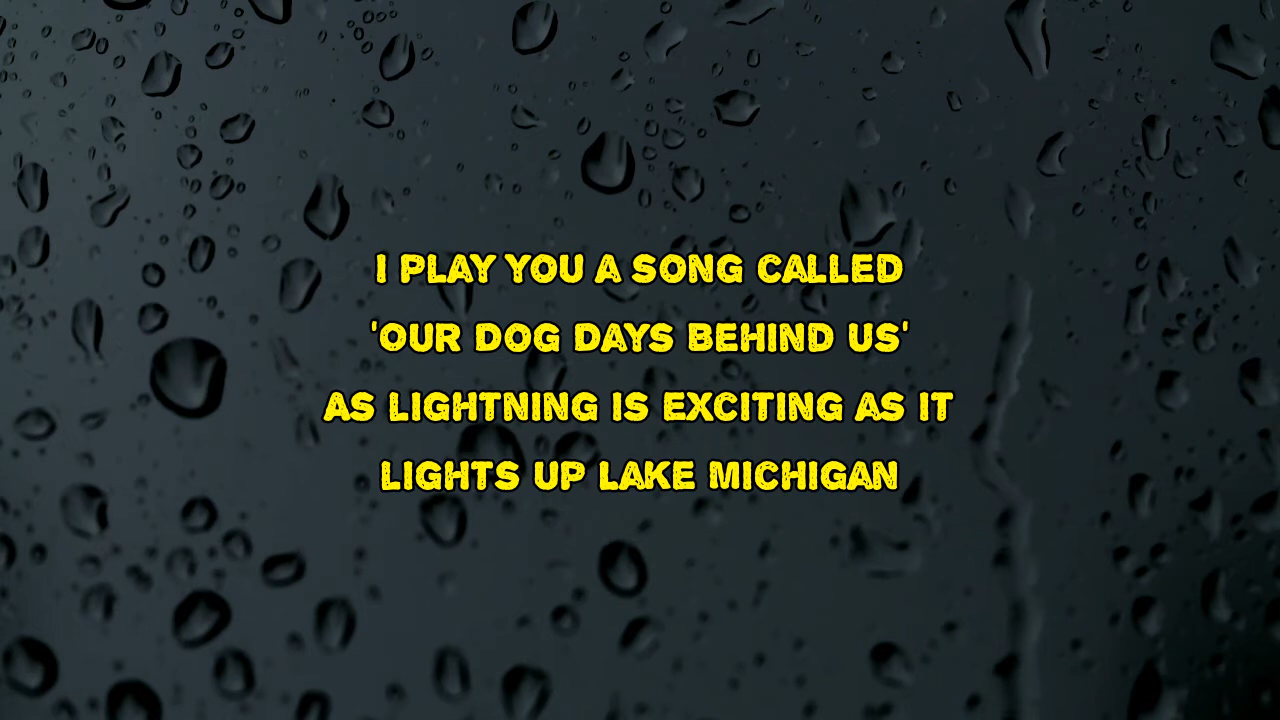 I PLAY YOU A SONG CALLED
'OUR DOG DAYS BEHIND US'
AS LIGHTNING IS EXCITING AS IT
LIGHTS UP LAKE MICHIGAN